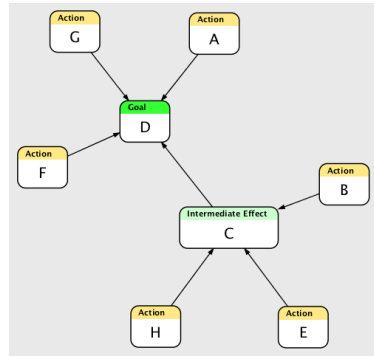 Action
G
Action
A
Goal
D
Action
F
Action
B
Intermediate Effect
C
Action
H
Action
E